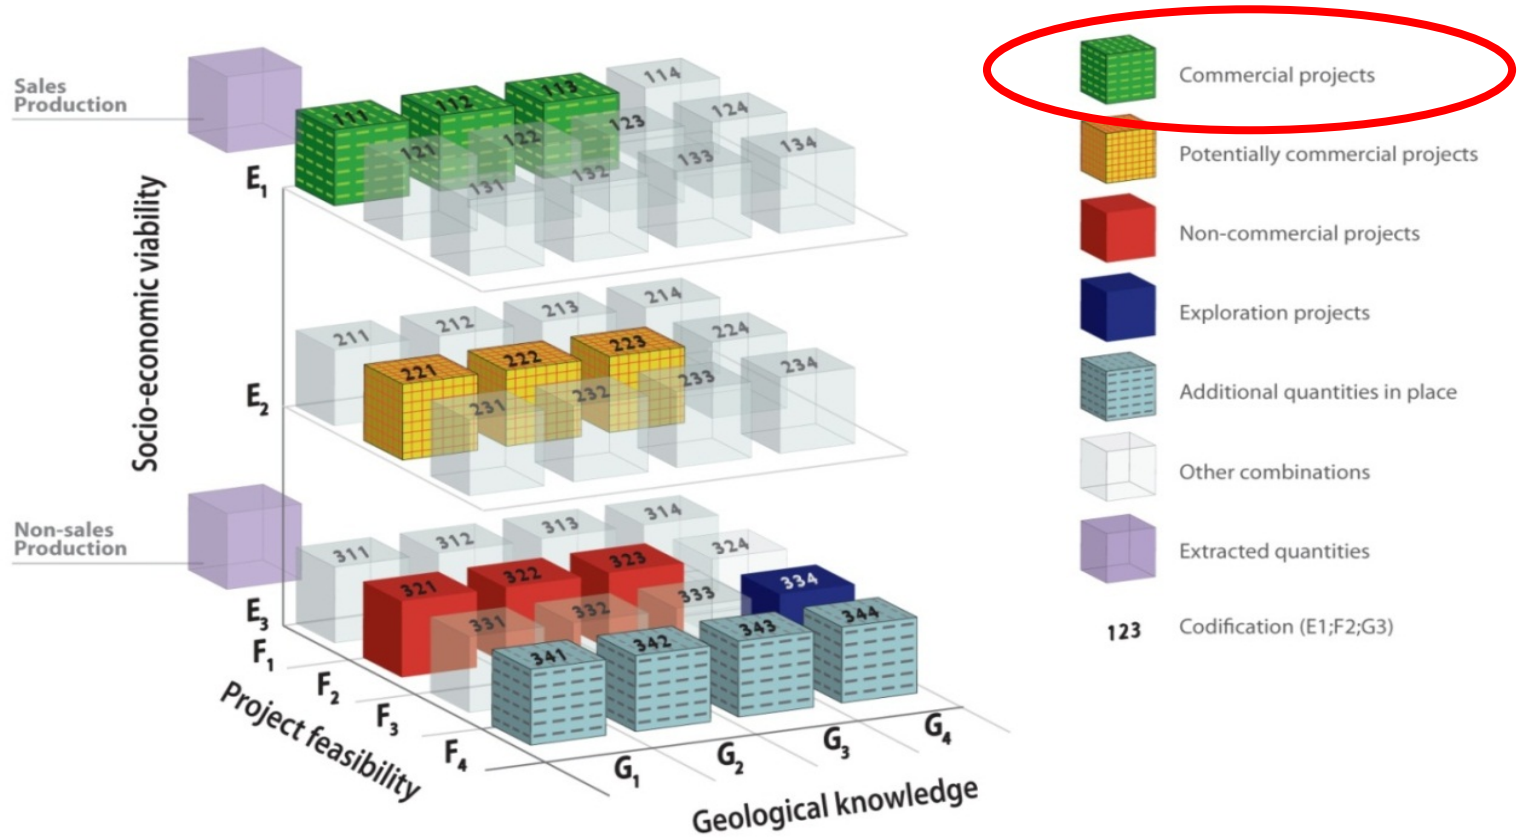 Sales
Production
111
112
113
114
121
122
123
124
131
132
133
134
E1
Socio-economic viability
211
212
213
214
221
222
223
224
231
232
233
234
E2
Non-sales
Production
311
312
313
314
321
322
323
324
331
332
333
334
341
342
343
344
E3
F1
F2
F3
F4
Project feasibility
G1
G2
G3
G4
Geological knowledge
Commercial projects
Potentially commercial projects
Non-commercial projects
Exploration projects
Additional quantities in place
Other combinations
Extracted quantities
123 Codification (E1;F2;G3)